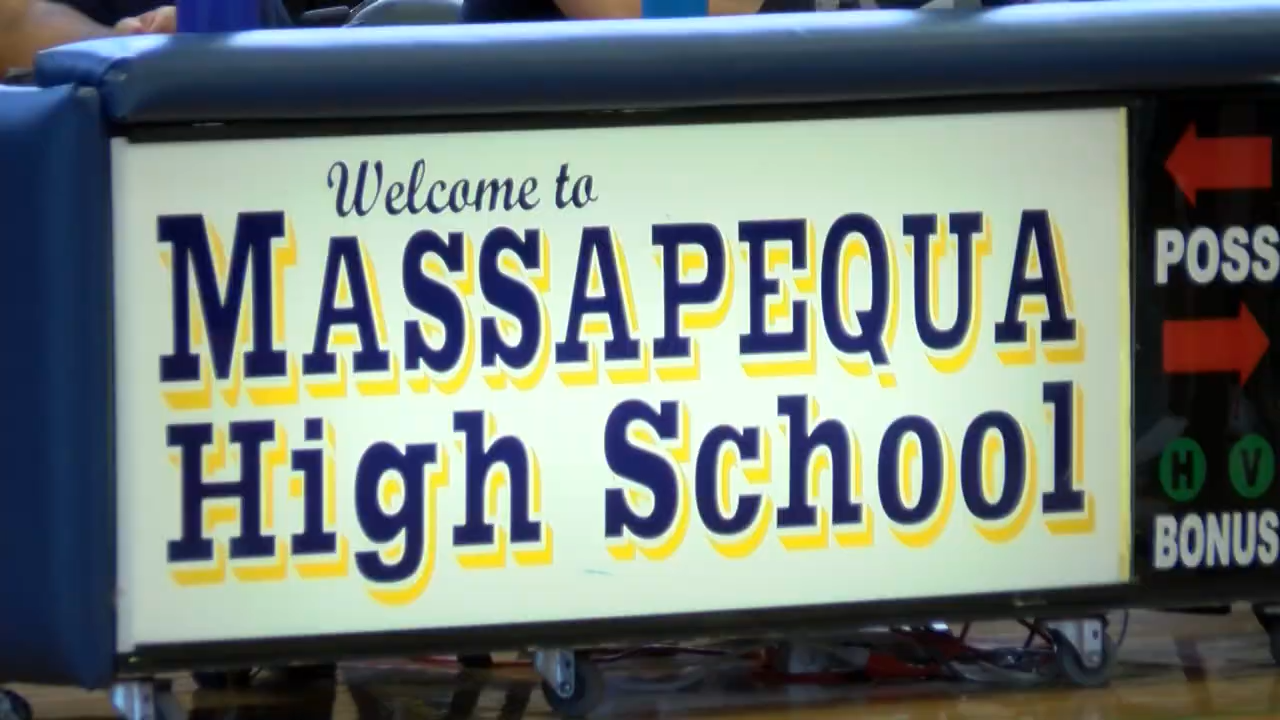 Welcome to
MASSAPEQUA
High School
POSS
H V
BONUS